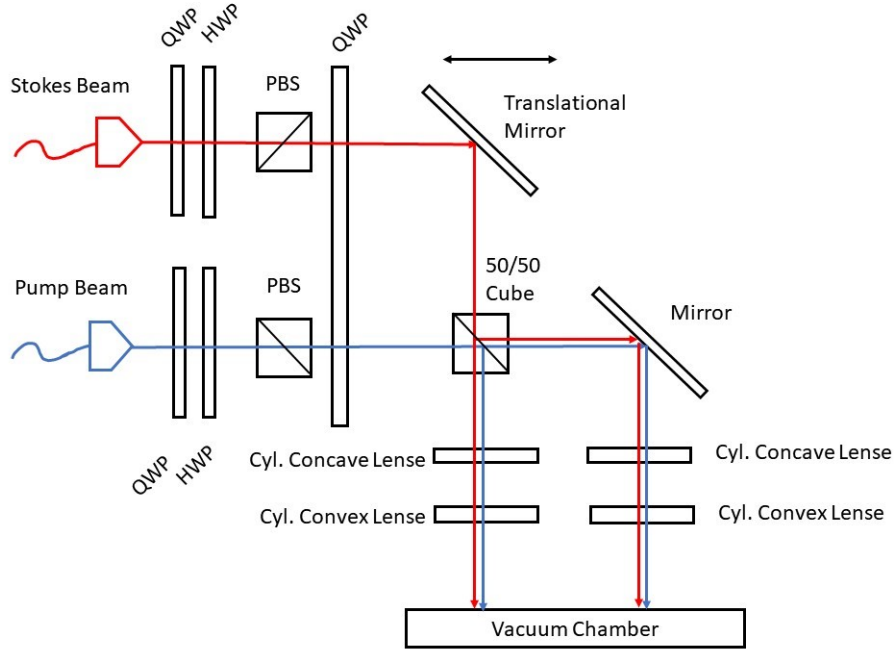 QWP
HWP
QWP
Stokes Beam
PBS
Translational
Mirror
Pump Beam
PBS
50/50
Cube
Mirror
QWP
HWP
Cyl. Concave Lense
Cyl. Concave Lense
Cyl. Convex Lense
Cyl. Convex Lense
Vacuum Chamber